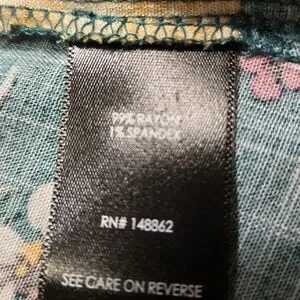 99% RAYON
1% SPANDEX
RN# 148862
SEE CARE ON REVERSE